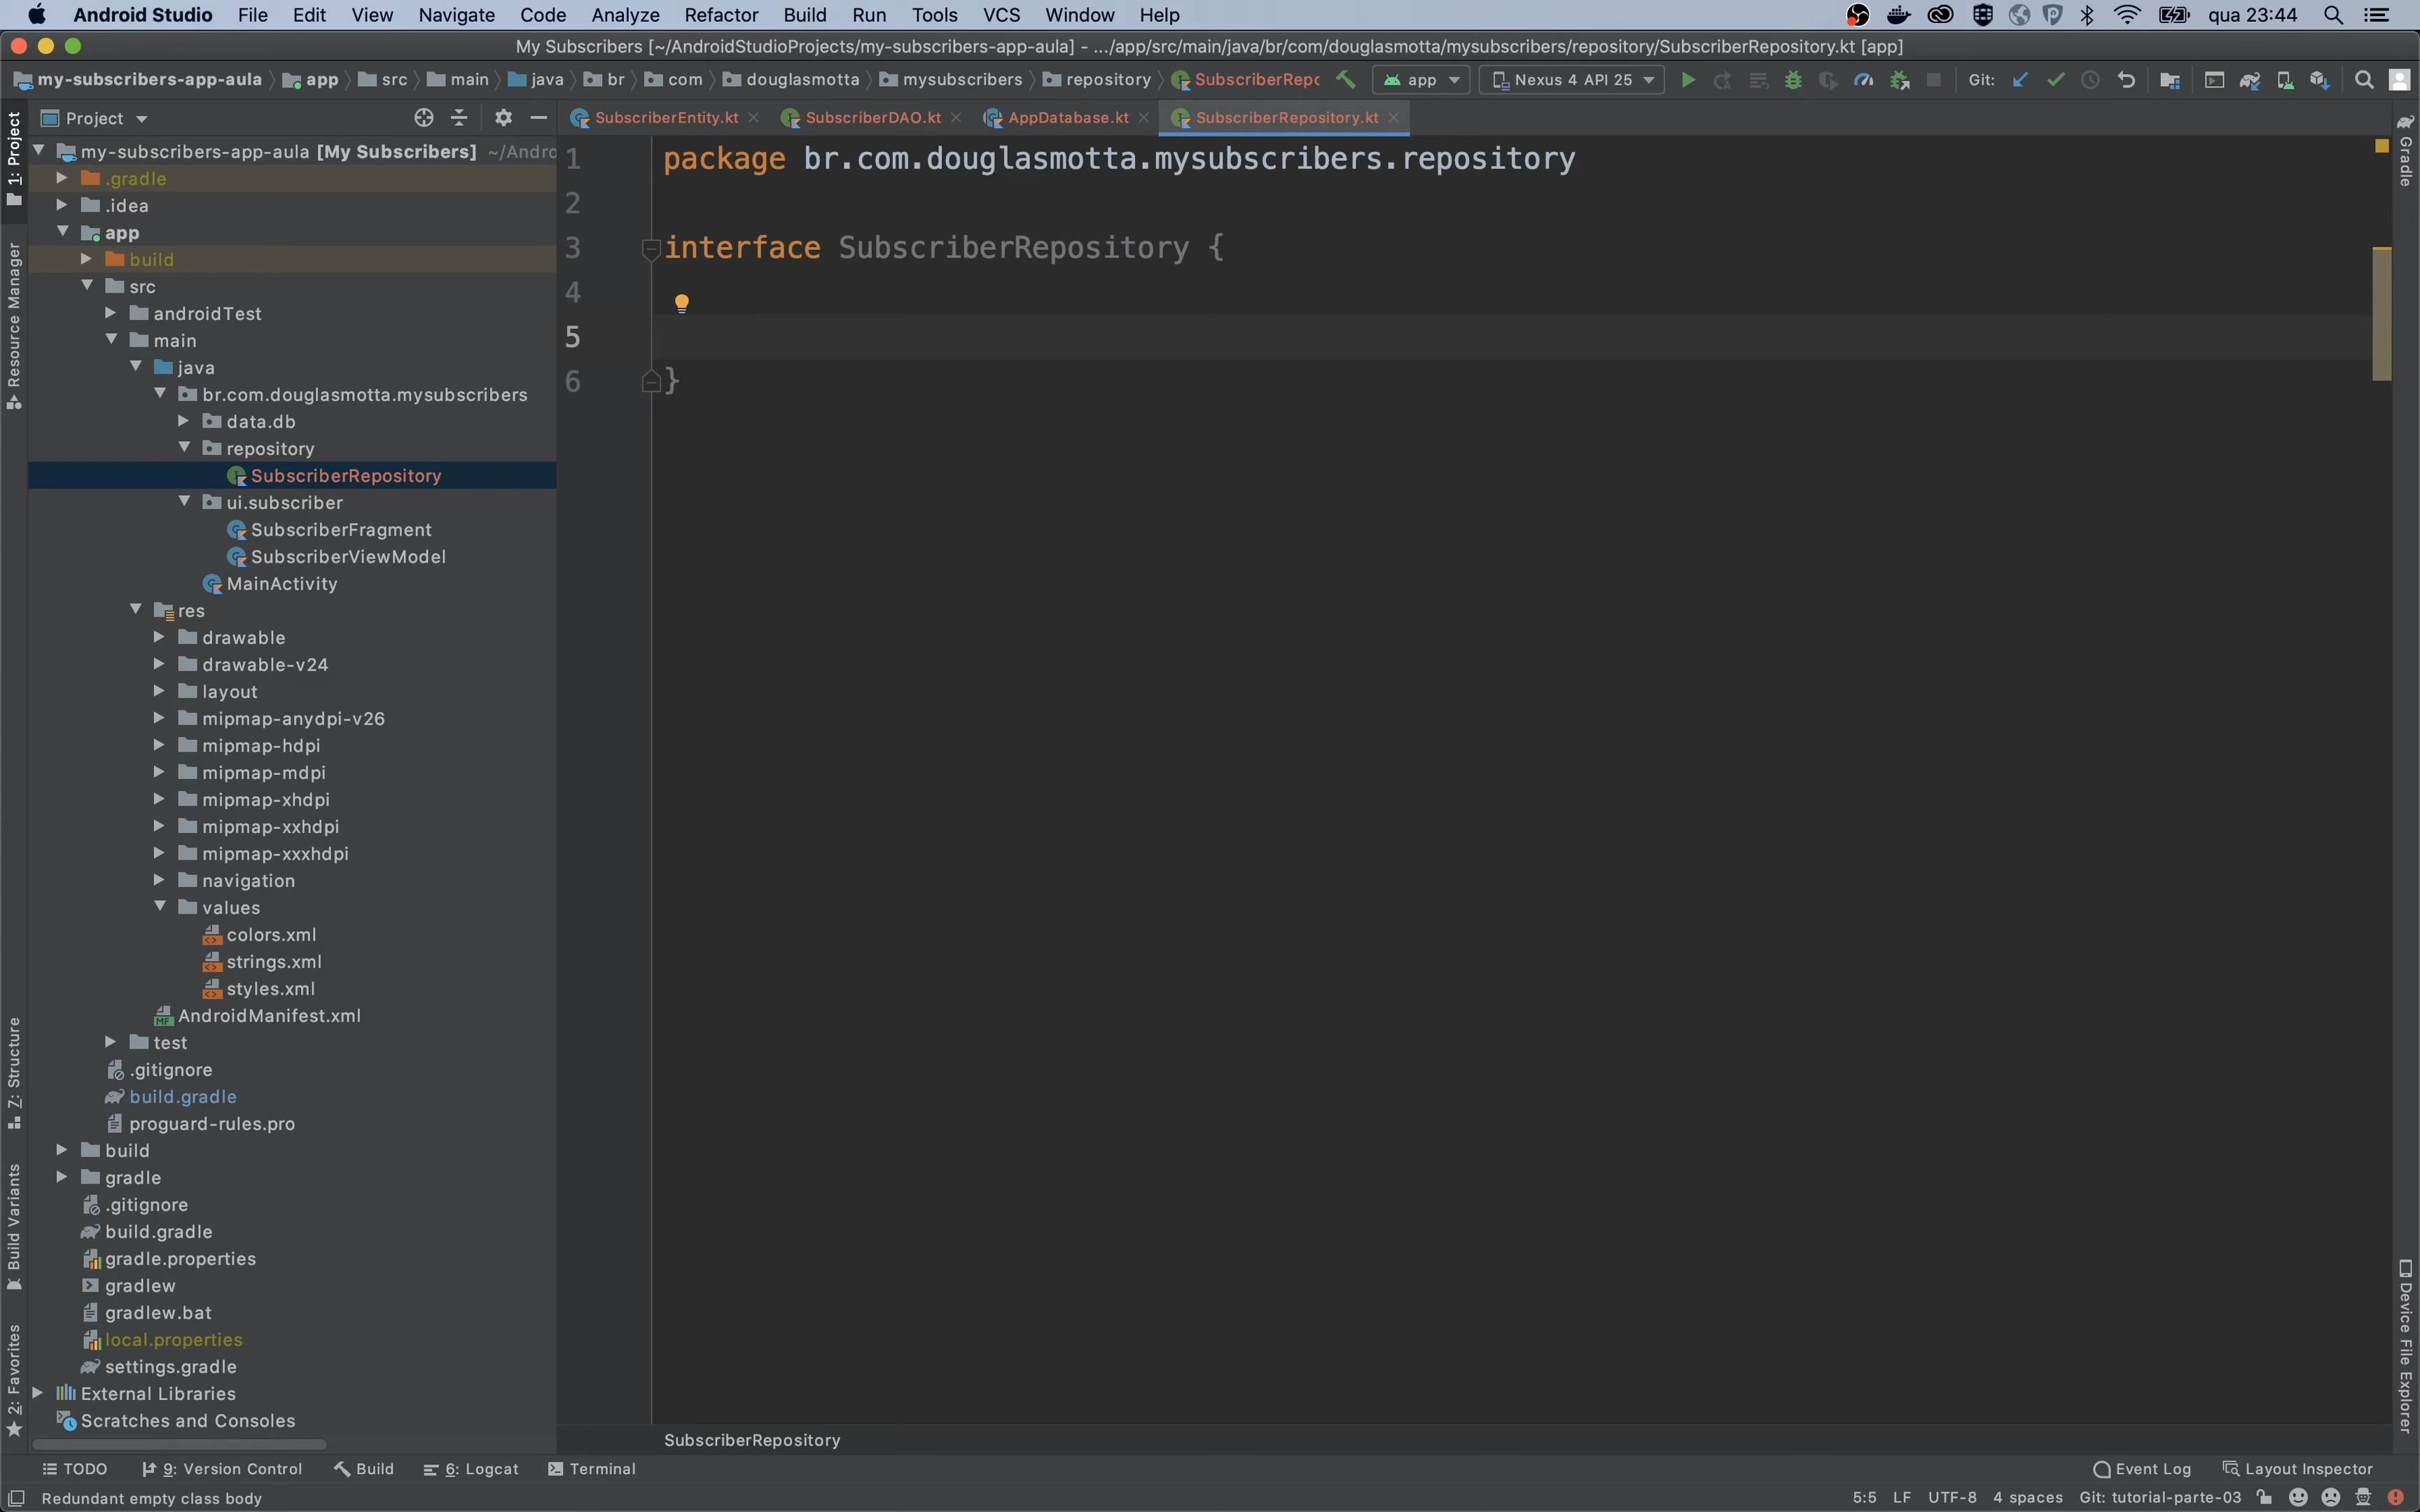 Android Studio File Edit View Navigate Code Analyze Refactor Build Run Tools VCS Window Help qua 23:44
My Subscribers [~/AndroidStudioProjects/my-subscribers-app-aula] - .../app/src/main/java/br/com/douglasmotta/mysubscribers/repository/SubscriberRepository.kt [app]
my-subscribers-app-aula app src main java br com douglasmotta mysubscribers repository SubscriberRepo app Nexus 4 API 25 Git:
Project SubscriberEntity.kt SubscriberDAO.kt AppDatabase.kt SubscriberRepository.kt
1: Project
Resource Manager
Z: Structure
Build Variants
2: Favorites
my-subscribers-app-aula [My Subscribers] ~/Andro
.gradle
.idea
app
build
src
androidTest
main
java
br.com.douglasmotta.mysubscribers
data.db
repository
SubscriberRepository
ui.subscriber
SubscriberFragment
SubscriberViewModel
MainActivity
res
drawable
drawable-v24
layout
mipmap-anydpi-v26
mipmap-hdpi
mipmap-mdpi
mipmap-xhdpi
mipmap-xxhdpi
mipmap-xxxhdpi
navigation
values
colors.xml
strings.xml
styles.xml
AndroidManifest.xml
test
.gitignore
build.gradle
proguard-rules.pro
build
gradle
.gitignore
build.gradle
gradle.properties
gradlew
gradlew.bat
local.properties
settings.gradle
External Libraries
Scratches and Consoles
1 package br.com.douglasmotta.mysubscribers.repository
2
3 interface SubscriberRepository {
4
5
6 }
SubscriberRepository
Gradle
Device File Explorer
TODO 9: Version Control Build 6: Logcat Terminal Event Log Layout Inspector
Redundant empty class body 5:5 LF UTF-8 4 spaces Git: tutorial-parte-03